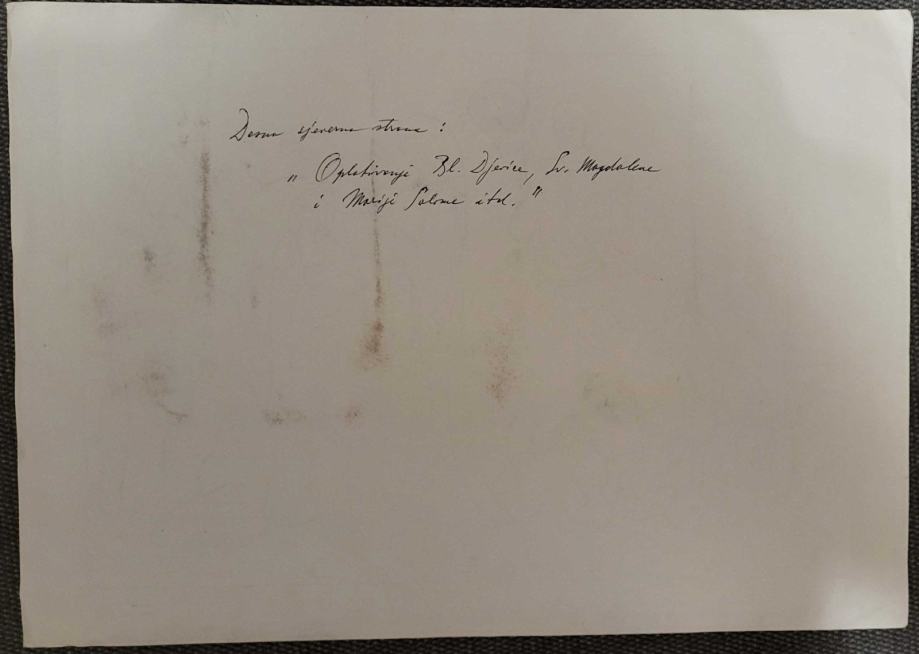 Desna sjeverna strana :
„ Oplakivanje Bl. Djevice, Sv. Magdalene
i Marije Salome itd. "